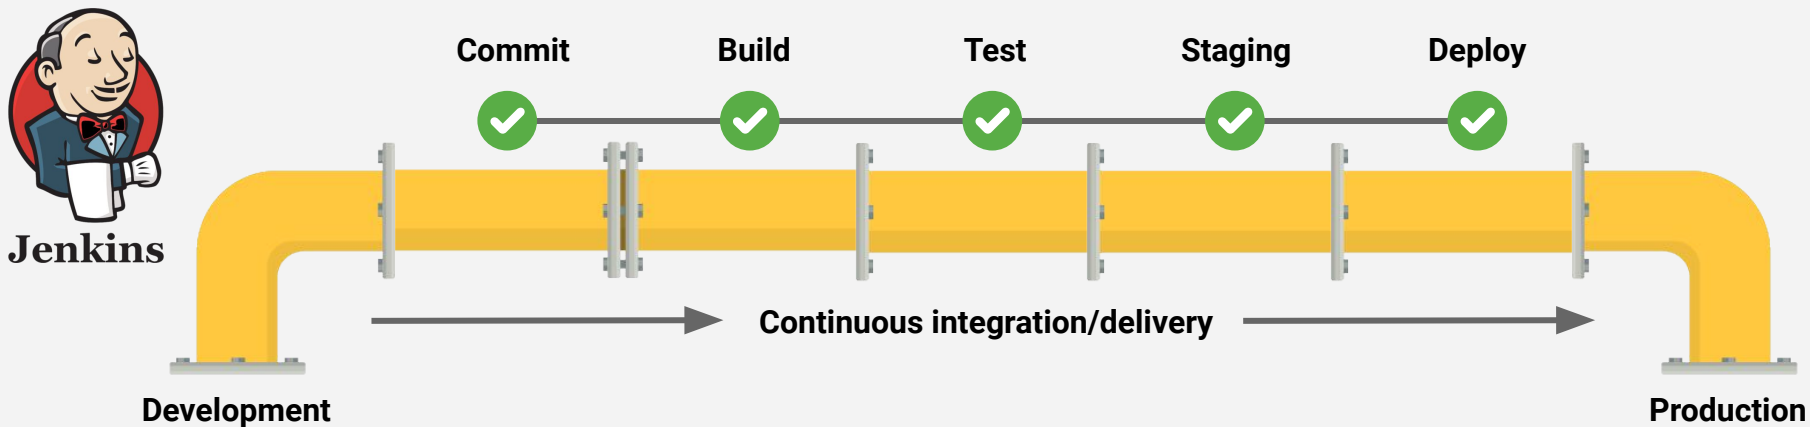 Commit
Build
Test
Staging
Deploy
Jenkins
Continuous integration/delivery
Development
Production